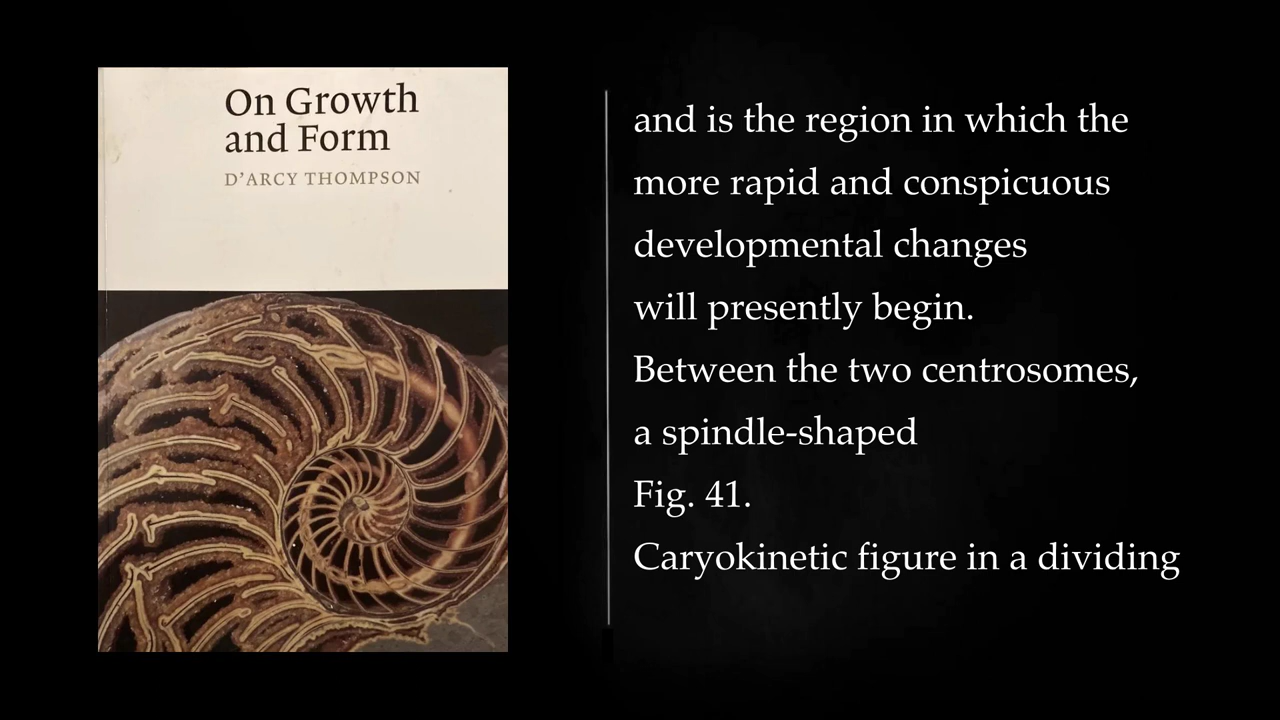 On Growth
and Form
D'ARCY THOMPSON
and is the region in which the
more rapid and conspicuous
developmental changes
will presently begin.
Between the two centrosomes,
a spindle-shaped
Fig. 41.
Caryokinetic figure in a dividing